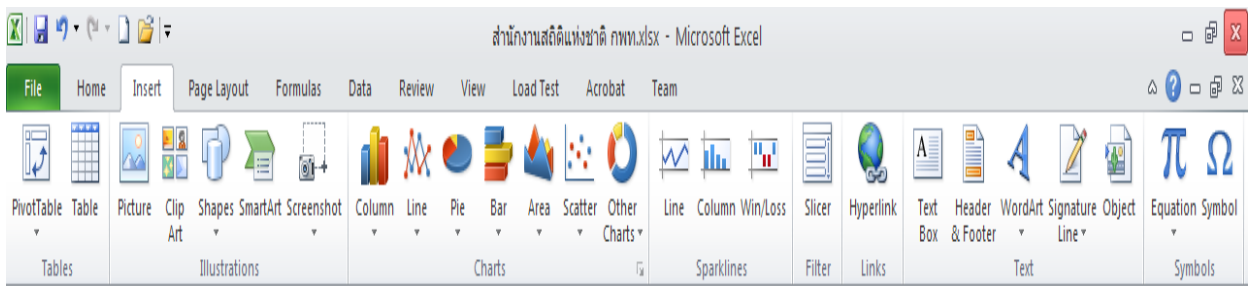 สำนักงานสถิติแห่งชาติ กพท.xlsx - Microsoft Excel
File Home Insert Page Layout Formulas Data Review View Load Test Acrobat Team
PivotTable Table Picture Clip Art Shapes SmartArt Screenshot Column Line Pie Bar Area Scatter Other Charts Line Column Win/Loss Slicer Hyperlink Text Box Header & Footer WordArt Signature Line Object Equation Symbol
Tables Illustrations Charts Sparklines Filter Links Text Symbols